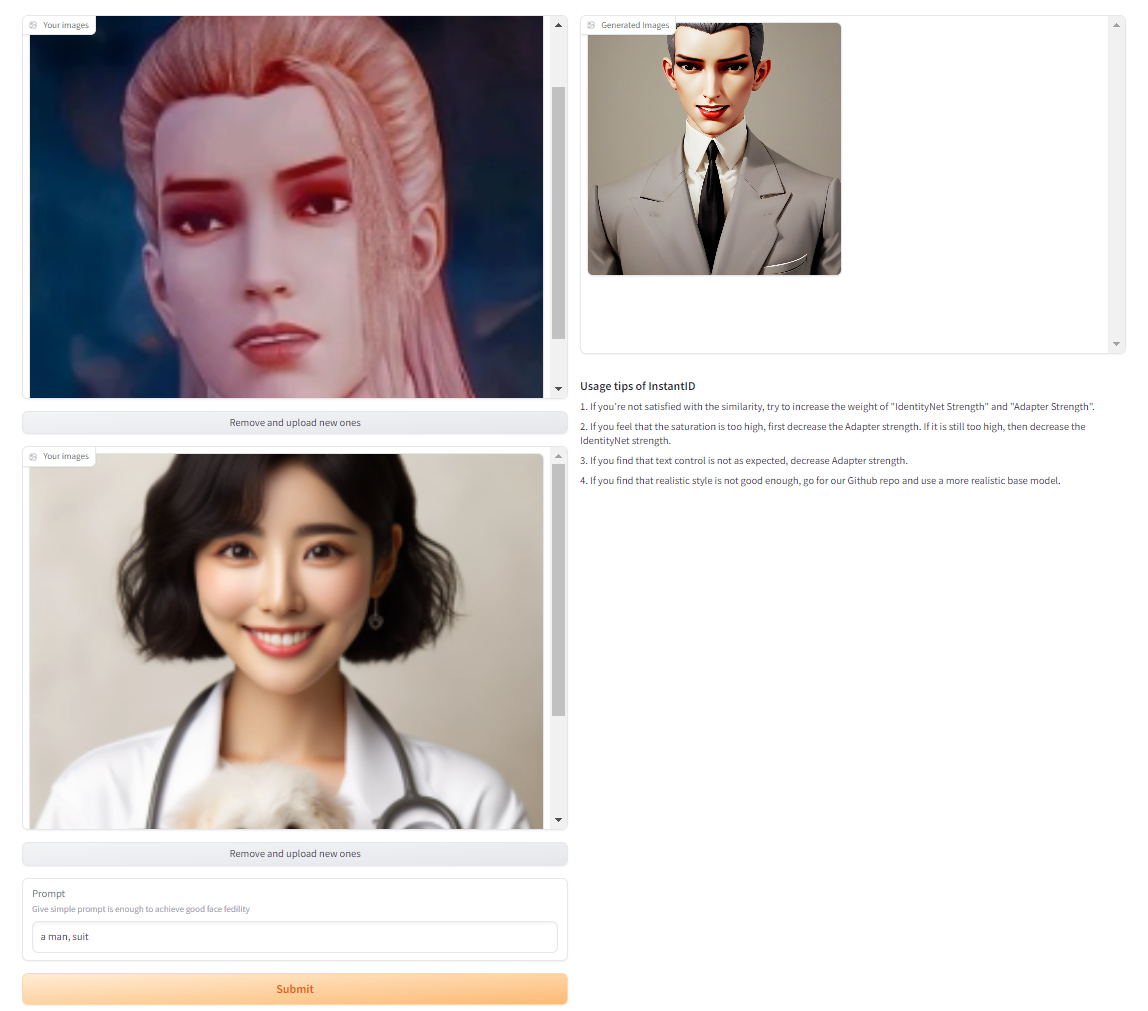 Your images
Remove and upload new ones
Your images
Remove and upload new ones
Prompt
Give simple prompt is enough to achieve good face fedility
a man, suit
Submit
Generated Images
Usage tips of InstantID
1. If you're not satisfied with the similarity, try to increase the weight of "IdentityNet Strength" and "Adapter Strength".
2. If you feel that the saturation is too high, first decrease the Adapter strength. If it is still too high, then decrease the
IdentityNet strength.
3. If you find that text control is not as expected, decrease Adapter strength.
4. If you find that realistic style is not good enough, go for our Github repo and use a more realistic base model.